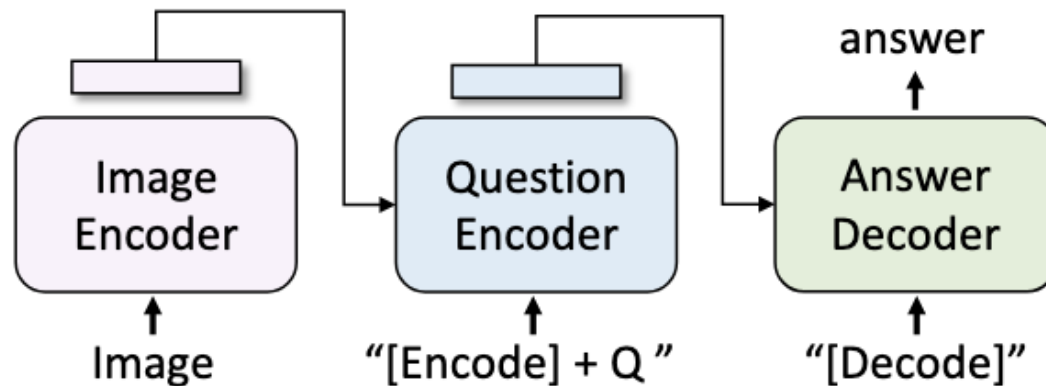 answer
Image
Encoder
Question
Encoder
Answer
Decoder
Image
“[Encode] + Q ”
“[Decode]”